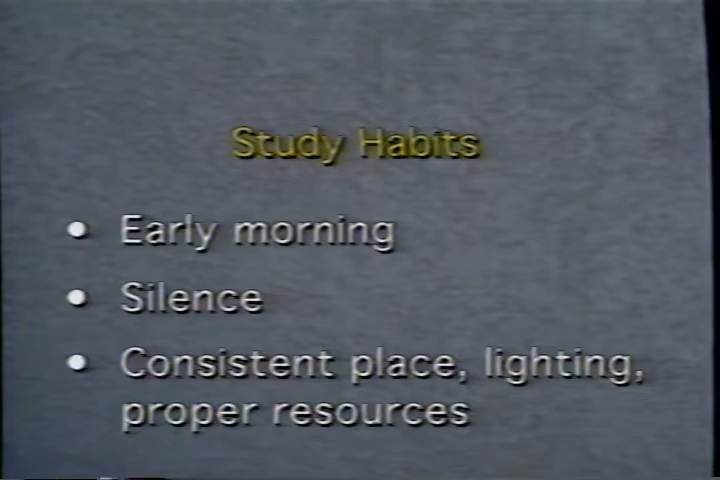 Study Habits
• Early morning
• Silence
• Consistent place, lighting,
proper resources